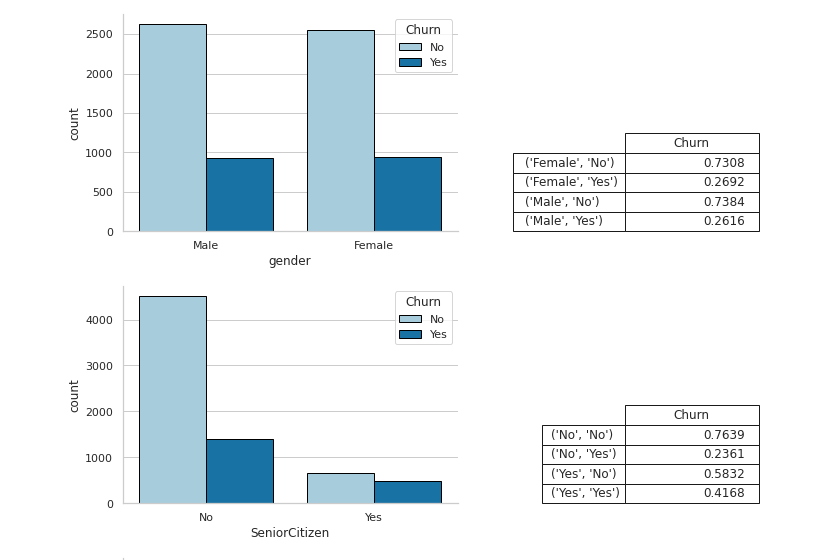 Churn
No
Yes
2500
2000
1500
1000
500
0
count
Male Female
gender
Churn
('Female', 'No') 0.7308
('Female', 'Yes') 0.2692
('Male', 'No') 0.7384
('Male', 'Yes') 0.2616
Churn
No
Yes
4000
3000
2000
1000
0
count
No Yes
SeniorCitizen
Churn
('No', 'No') 0.7639
('No', 'Yes') 0.2361
('Yes', 'No') 0.5832
('Yes', 'Yes') 0.4168